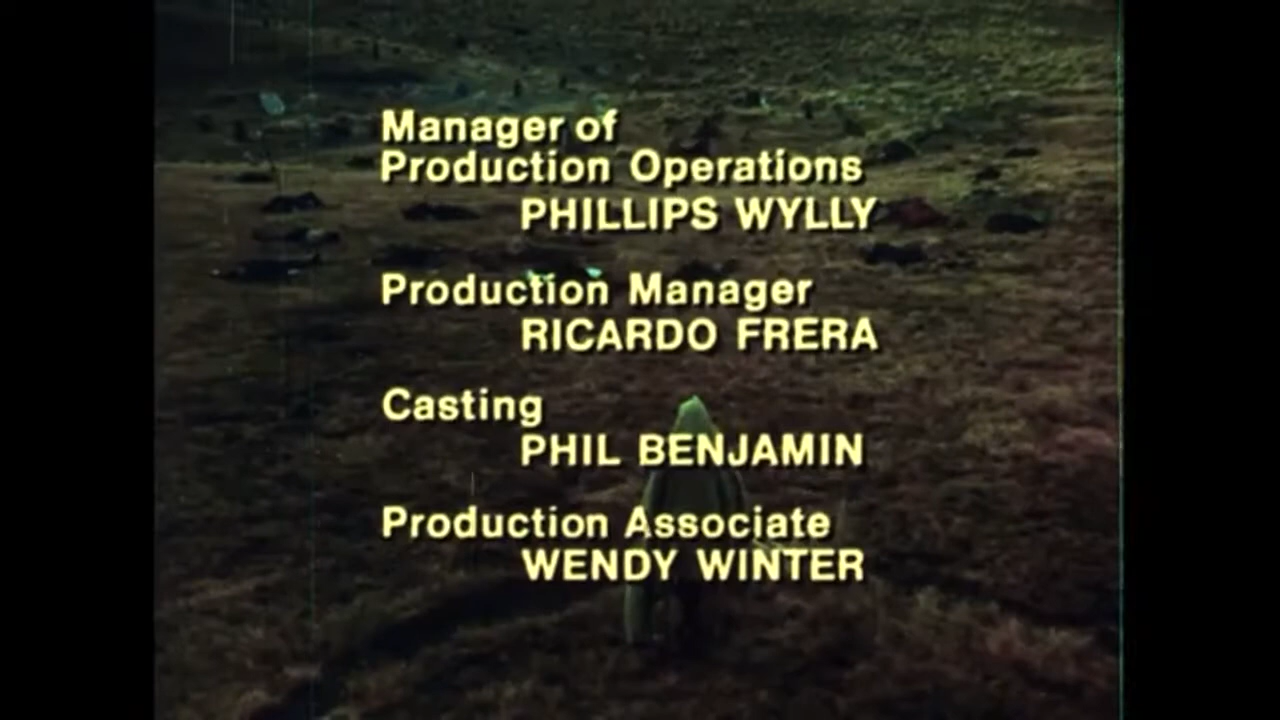 Manager of
Production Operations
PHILLIPS WYLLY
Production Manager
RICARDO FRERA
Casting
PHIL BENJAMIN
Production Associate
WENDY WINTER